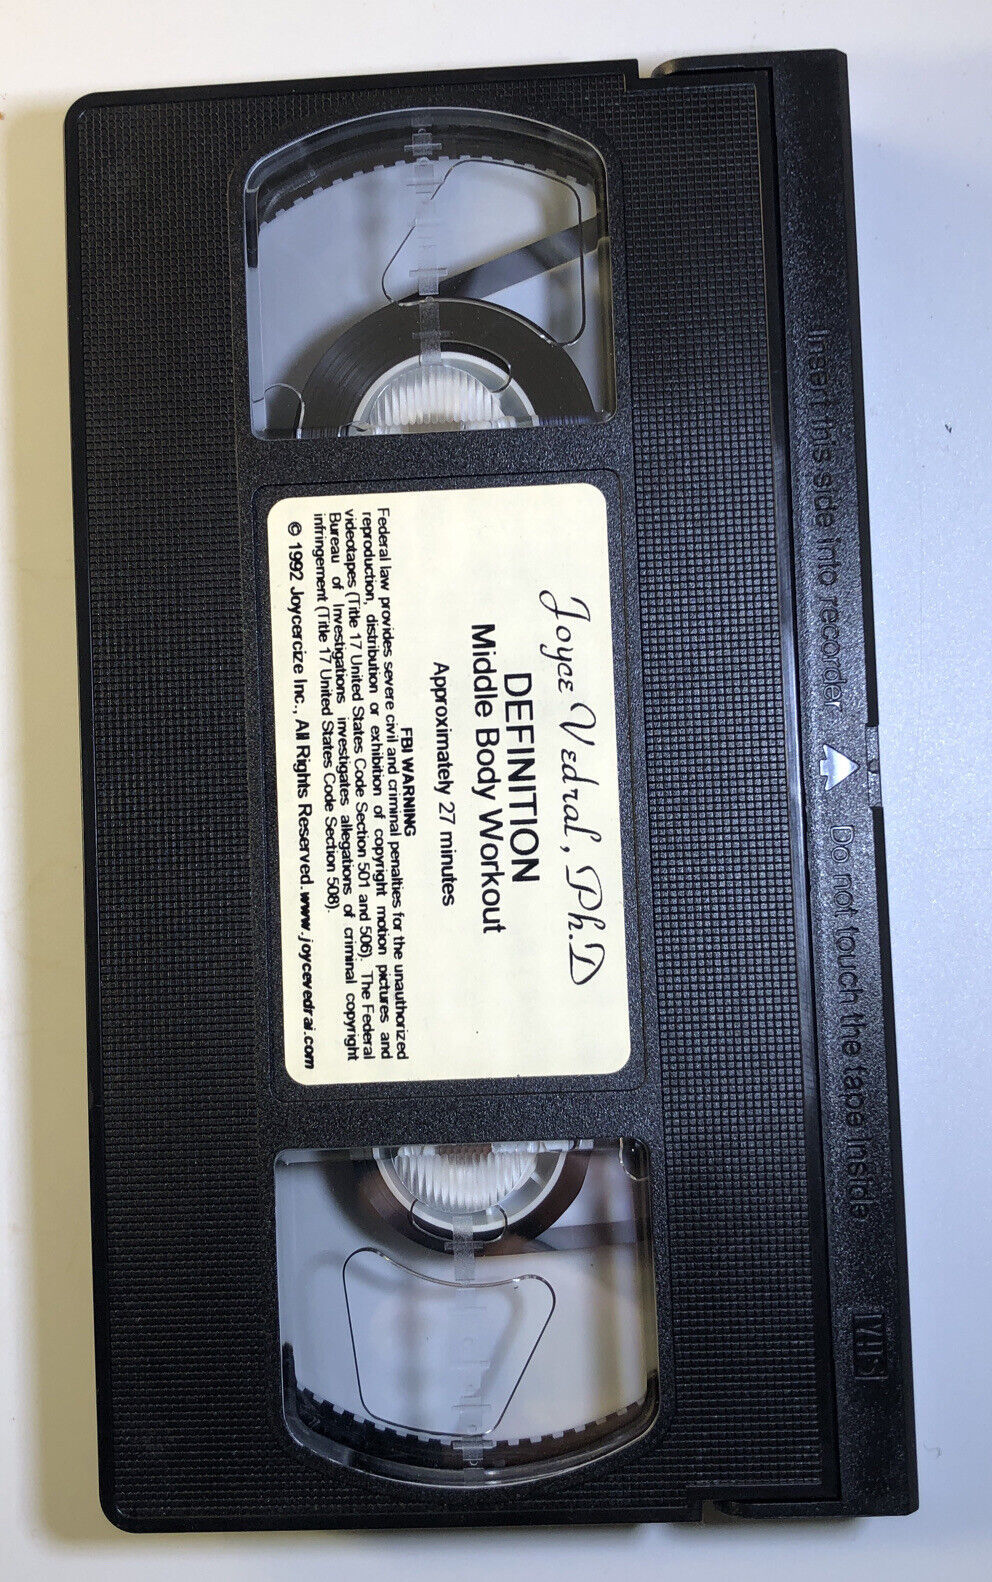 Joyce Vedral, Ph.D
DEFINITION
Middle Body Workout
Approximately 27 minutes
FBI WARNING
Federal law provides severe civil and criminal penalties for the unauthorized
reproduction, distribution or exhibition of copyright motion pictures and
videotapes (Title 17 United States Code Section 501 and 506). The Federal
Bureau of Investigations investigates allegations of criminal copyright
infringement (Title 17 United States Code Section 508).
© 1992 Joycercize Inc., All Rights Reserved. www.joycevedral.com
Insert this side into recorder
Do not touch the tape inside
VHS